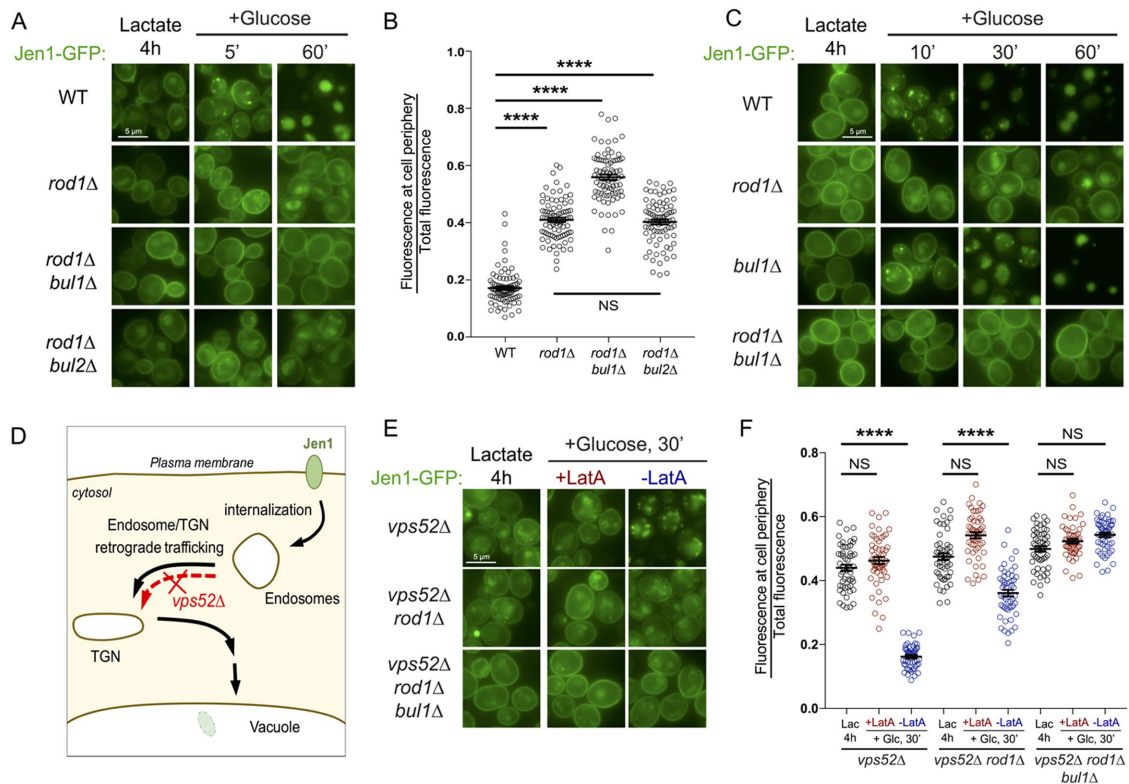 A
Lactate +Glucose
Jen1-GFP: 4h 5’ 60’
WT
5 µm
rod1Δ
rod1Δ
bul1Δ
rod1Δ
bul2Δ
B
Fluorescence at cell periphery
Total fluorescence
1.0
0.8
0.6
0.4
0.2
0.0
****
****
****
NS
WT rod1Δ rod1Δ rod1Δ
bul1Δ bul2Δ
C
Lactate +Glucose
Jen1-GFP: 4h 10’ 30’ 60’
WT
5 µm
rod1Δ
bul1Δ
rod1Δ
bul1Δ
D
Jen1
Plasma membrane
cytosol
internalization
Endosome/TGN
retrograde trafficking
vps52Δ
Endosomes
TGN
Vacuole
E
Lactate +Glucose, 30’
Jen1-GFP: 4h +LatA -LatA
vps52Δ
5 µm
vps52Δ
rod1Δ
vps52Δ
rod1Δ
bul1Δ
F
Fluorescence at cell periphery
Total fluorescence
0.8
0.6
0.4
0.2
0.0
**** **** NS
NS NS NS
Lac +LatA -LatA Lac +LatA -LatA Lac +LatA -LatA
4h + Glc, 30’ 4h + Glc, 30’ 4h + Glc, 30’
vps52Δ vps52Δ rod1Δ vps52Δ rod1Δ
bul1Δ